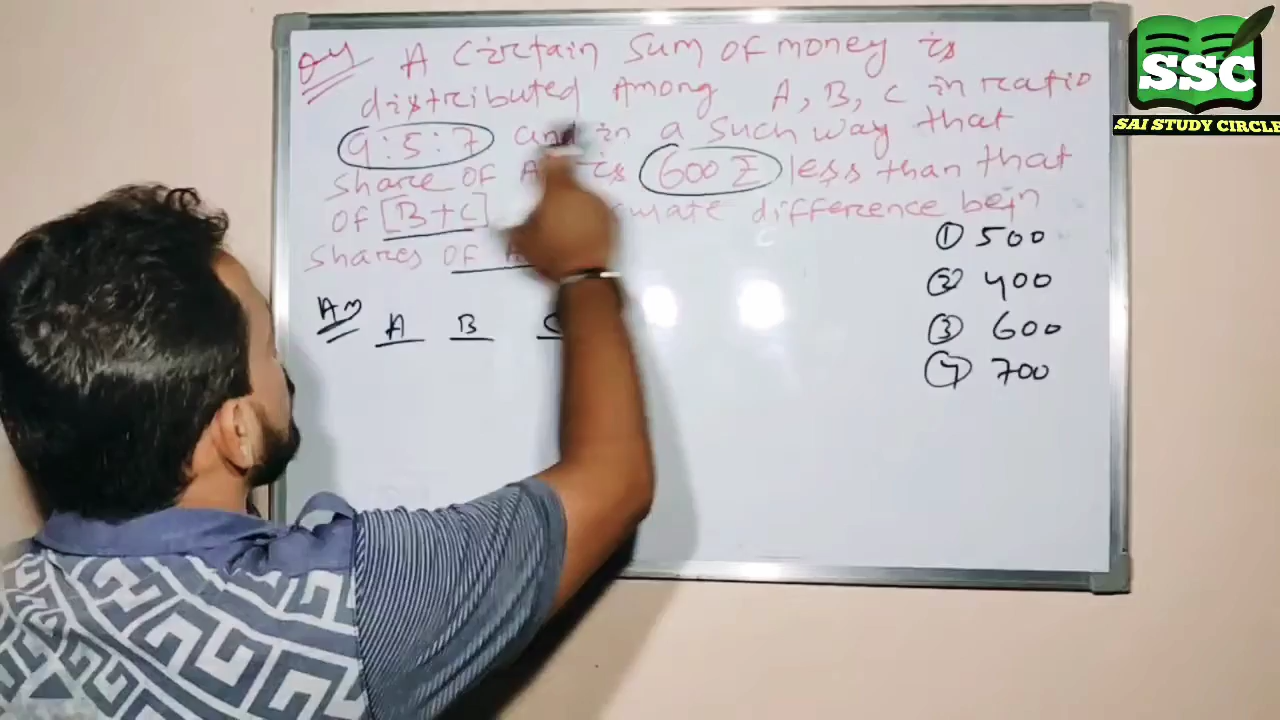 A Cirtain Sum of money is
distributed Among A, B, C in ratio
9 : 5 : 7 and in a such way that
share of A is 600 ₹ less than that
of [B+C] difference betn
shares of
① 500
② 400
③ 600
④ 700
Ans
A B C
SSC
SAI STUDY CIRCLE